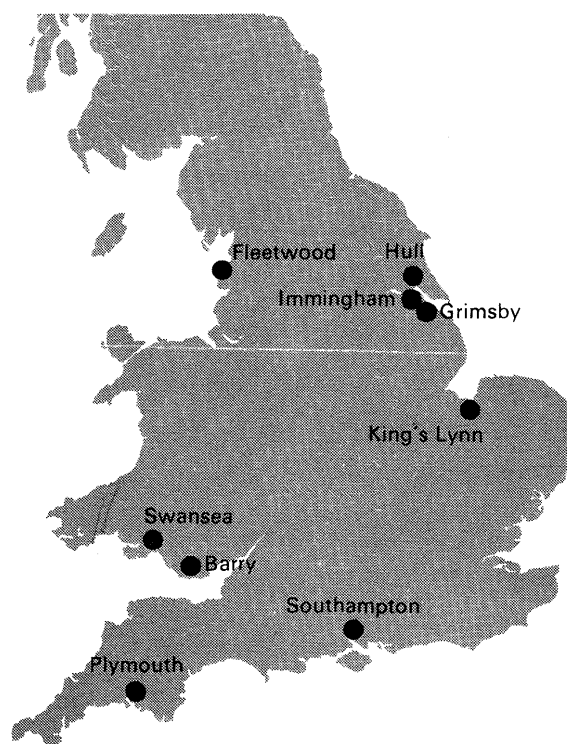 Fleetwood
Hull
Immingham
Grimsby
King's Lynn
Swansea
Barry
Southampton
Plymouth